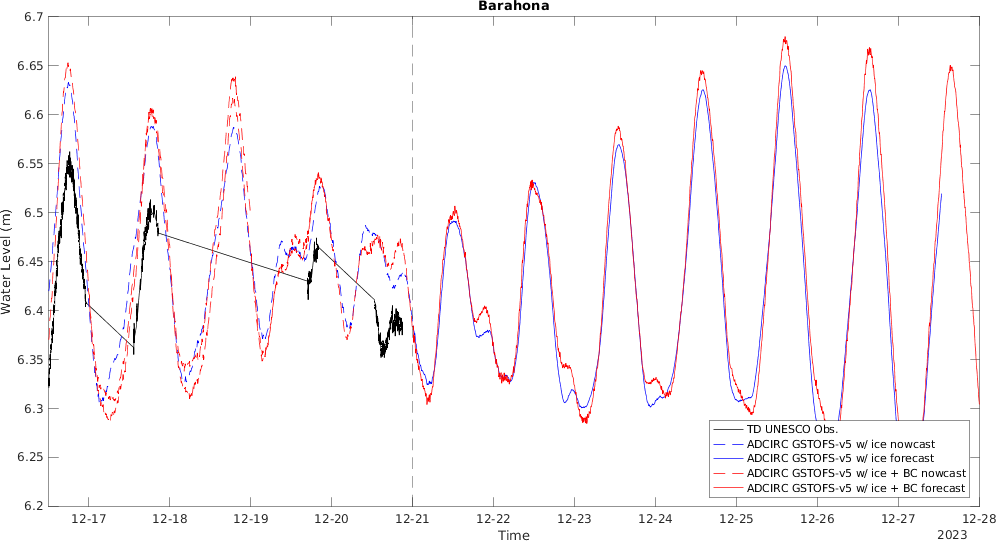 Barahona
6.7
6.65
6.6
6.55
6.5
6.45
6.4
6.35
6.3
6.25
6.2
Water Level (m)
TD UNESCO Obs.
ADCIRC GSTOFS-v5 w/ ice nowcast
ADCIRC GSTOFS-v5 w/ ice forecast
ADCIRC GSTOFS-v5 w/ ice + BC nowcast
ADCIRC GSTOFS-v5 w/ ice + BC forecast
12-17 12-18 12-19 12-20 12-21 12-22 12-23 12-24 12-25 12-26 12-27 12-28
Time
2023